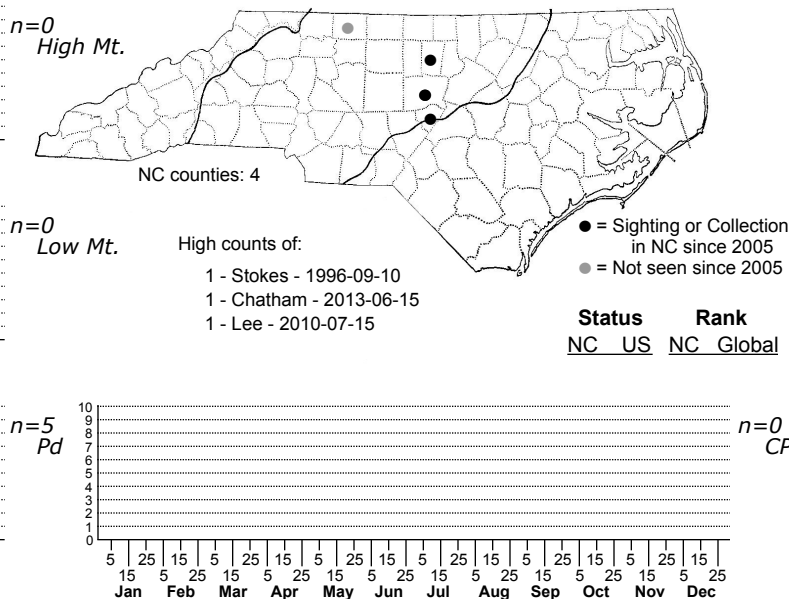 n=0
High Mt.
NC counties: 4
n=0
Low Mt.
High counts of:
1 - Stokes - 1996-09-10
1 - Chatham - 2013-06-15
1 - Lee - 2010-07-15
= Sighting or Collection
in NC since 2005
= Not seen since 2005
Status Rank
NC US NC Global
n=5
Pd
10
9
8
7
6
5
4
3
2
1
0
n=0
CP
5 25 15 5 25 15 5 25 15 5 25 15 5 25 15 5 25 15
15 5 25 15 5 25 15 5 25 15 5 25 15 5 25 15 5 25
Jan Feb Mar Apr May Jun Jul Aug Sep Oct Nov Dec